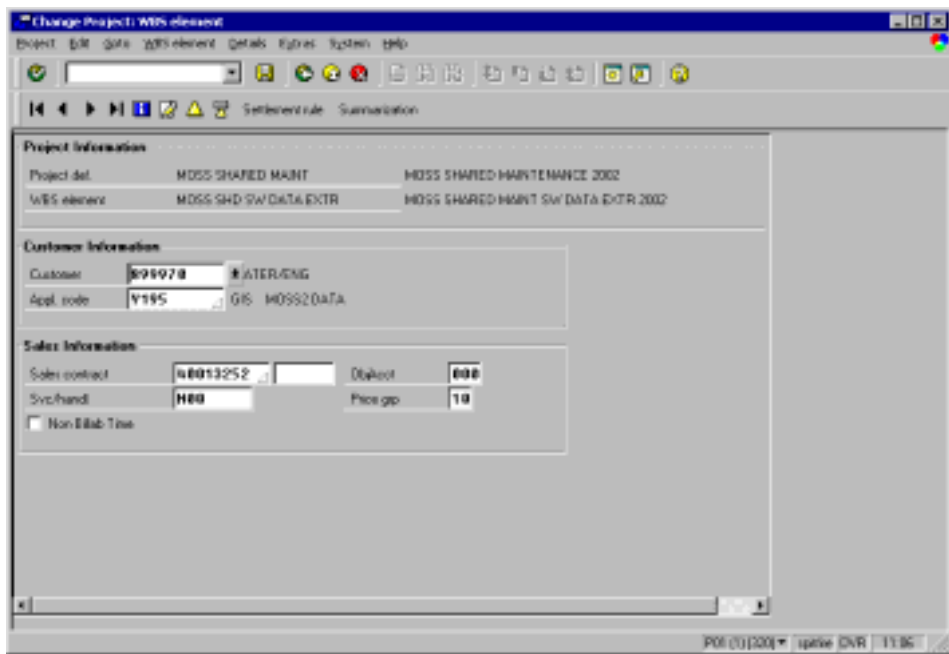 Change Project: WBS element
Project Edit Goto WBS element Details Extras System Help
Settlement rule Summarization
Project Information
Project def. MOSS SHARED MAINT MOSS SHARED MAINTENANCE 2002
WBS element MOSS SHD SW DATA EXTR MOSS SHARED MAINT SW DATA EXTR 2002
Customer Information
Customer 899978 ATER/ENG
Appl. code V195 GIS MOSS2DATA
Sales Information
Sales contract 40013252 000
Svc/handl H00 Price grp 10
Non Billab Time
P01 (1) (320) OVR 11:06